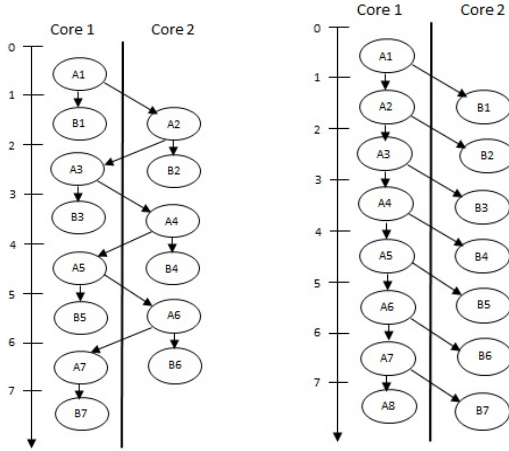 Core 1 Core 2
0
A1
1
B1 A2
2
A3 B2
3
B3 A4
4
A5 B4
5
B5 A6
6
A7 B6
7
B7
Core 1 Core 2
0
A1
1
A2 B1
2
A3 B2
3
A4 B3
4
A5 B4
5
A6 B5
6
A7 B6
7
A8 B7